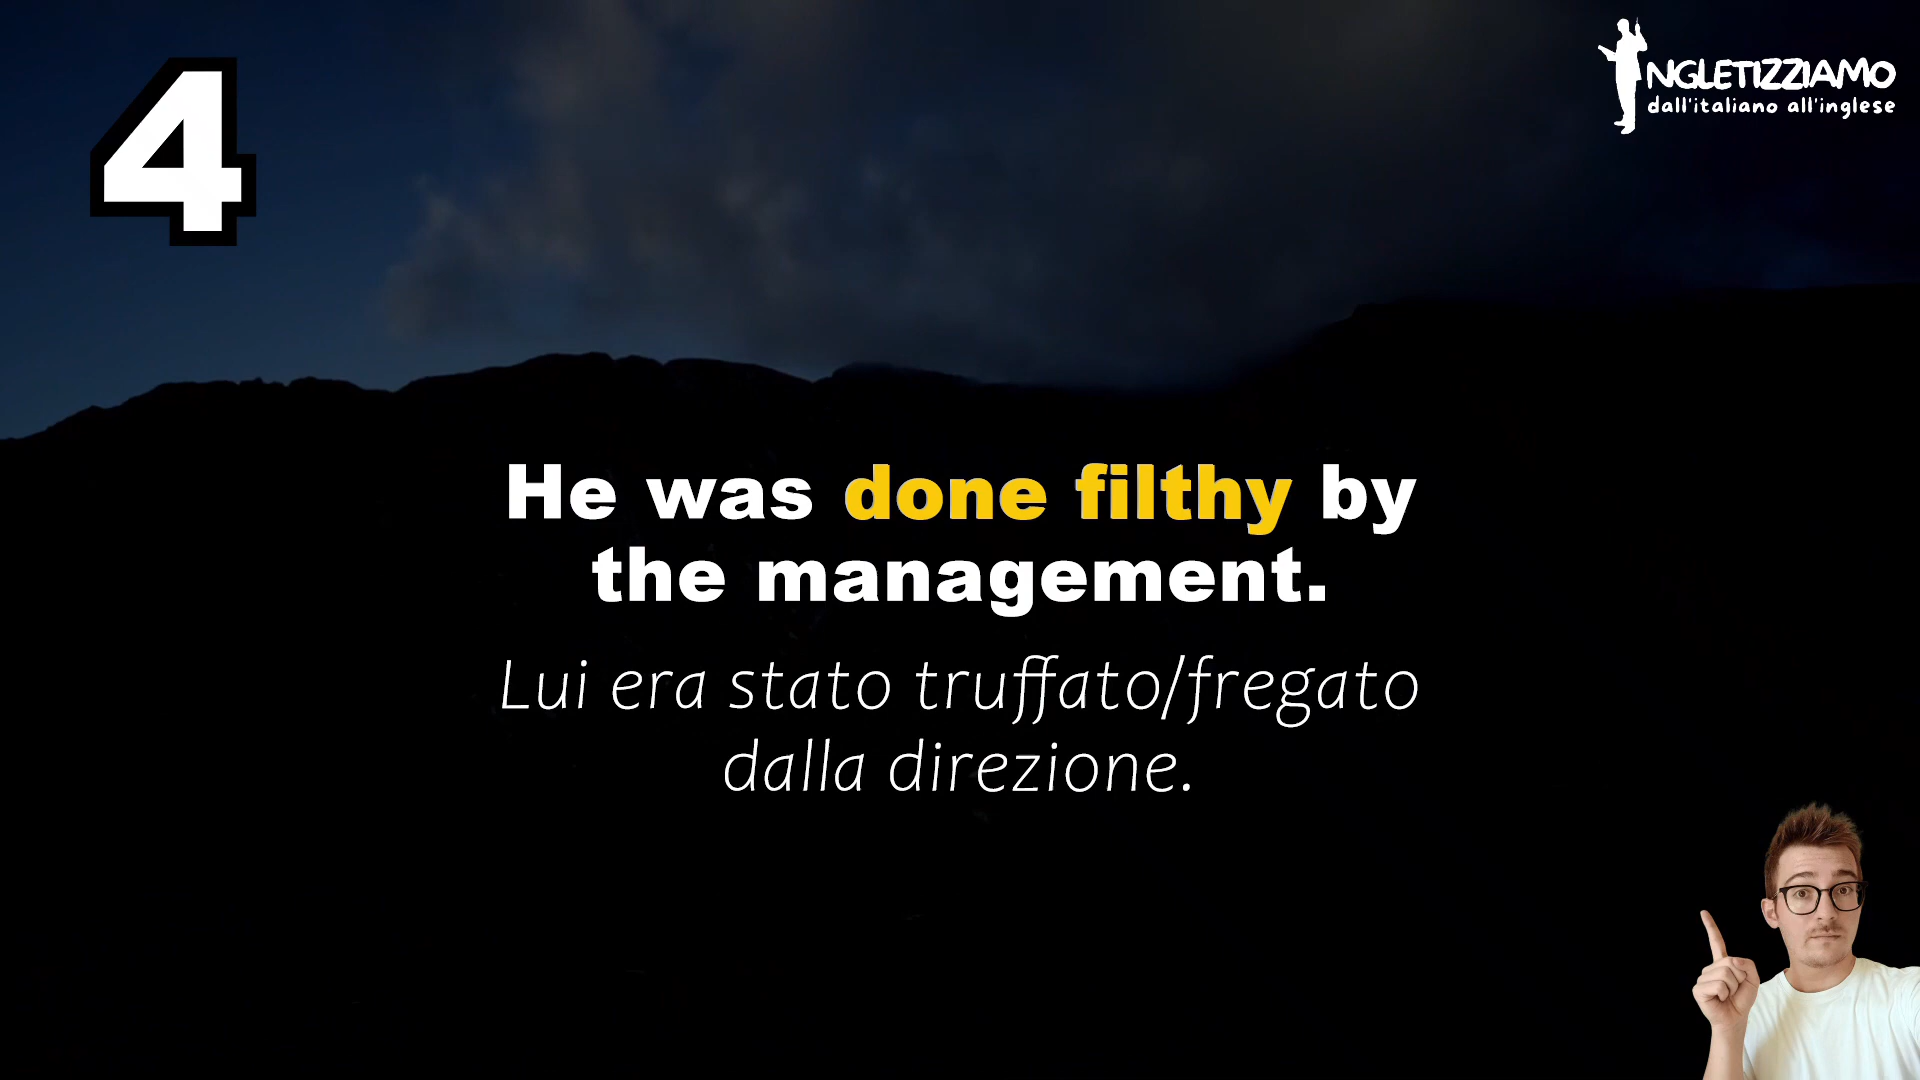 4
NGLETIZZIAMO
dall'italiano all'inglese
He was done filthy by
the management.
Lui era stato truffato/fregato
dalla direzione.